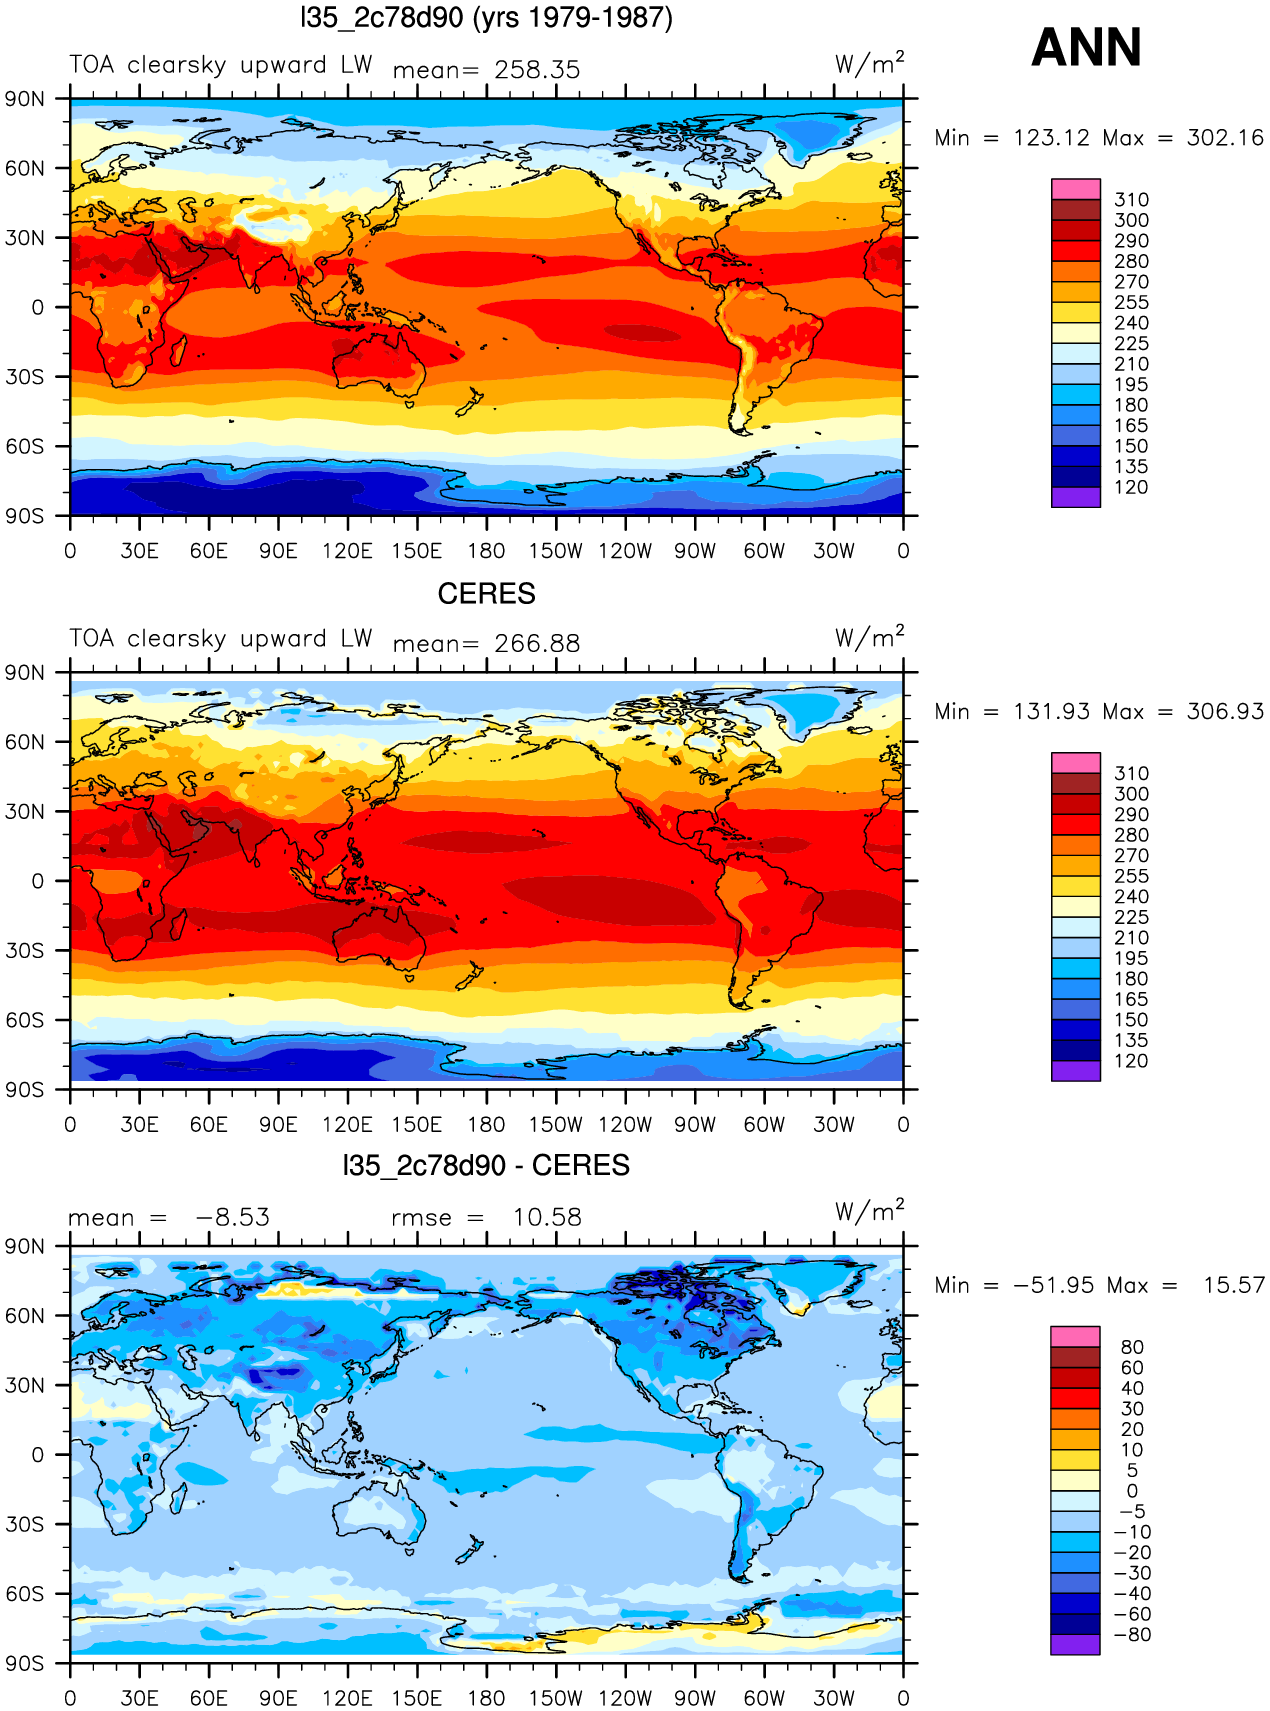 l35_2c78d90 (yrs 1979-1987)
ANN
TOA clearsky upward LW mean= 258.35 W/m²
Min = 123.12 Max = 302.16
90N
60N
30N
0
30S
60S
90S
0 30E 60E 90E 120E 150E 180 150W 120W 90W 60W 30W 0
310
300
290
280
270
255
240
225
210
195
180
165
150
135
120
CERES
TOA clearsky upward LW mean= 266.88 W/m²
Min = 131.93 Max = 306.93
90N
60N
30N
0
30S
60S
90S
0 30E 60E 90E 120E 150E 180 150W 120W 90W 60W 30W 0
310
300
290
280
270
255
240
225
210
195
180
165
150
135
120
l35_2c78d90 - CERES
mean = −8.53 rmse = 10.58 W/m²
Min = −51.95 Max = 15.57
90N
60N
30N
0
30S
60S
90S
0 30E 60E 90E 120E 150E 180 150W 120W 90W 60W 30W 0
80
60
40
30
20
10
5
0
−5
−10
−20
−30
−40
−60
−80